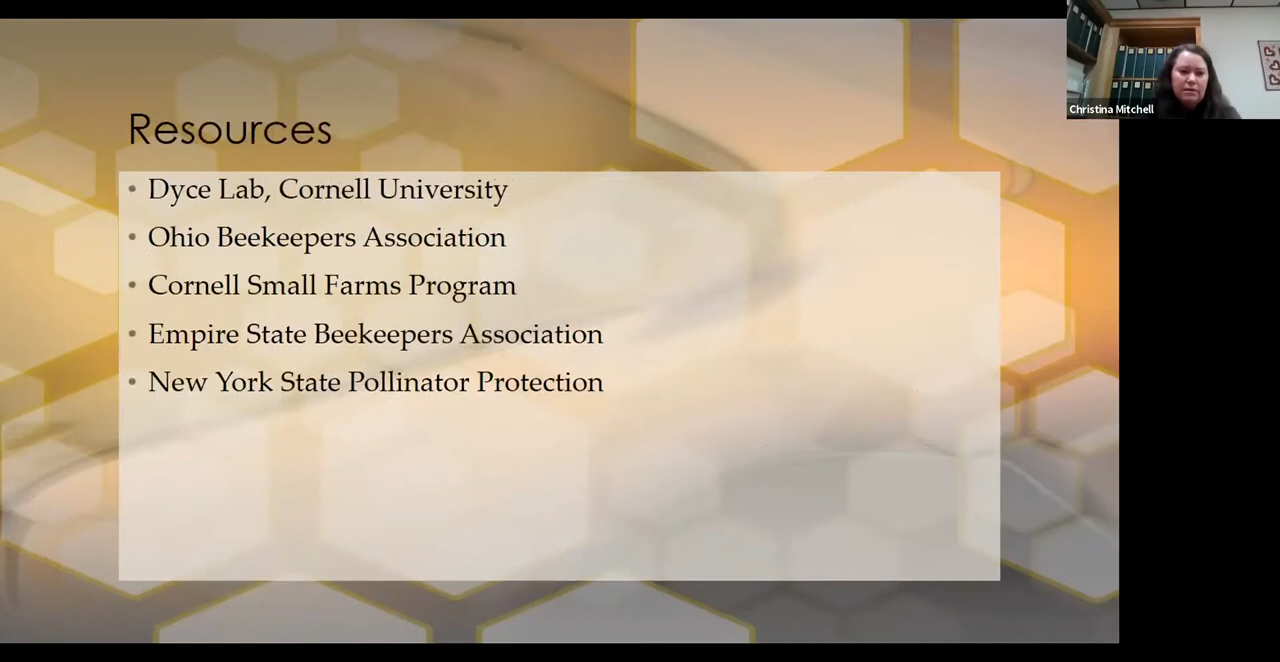 Christina Mitchell
Resources
• Dyce Lab, Cornell University
• Ohio Beekeepers Association
• Cornell Small Farms Program
• Empire State Beekeepers Association
• New York State Pollinator Protection